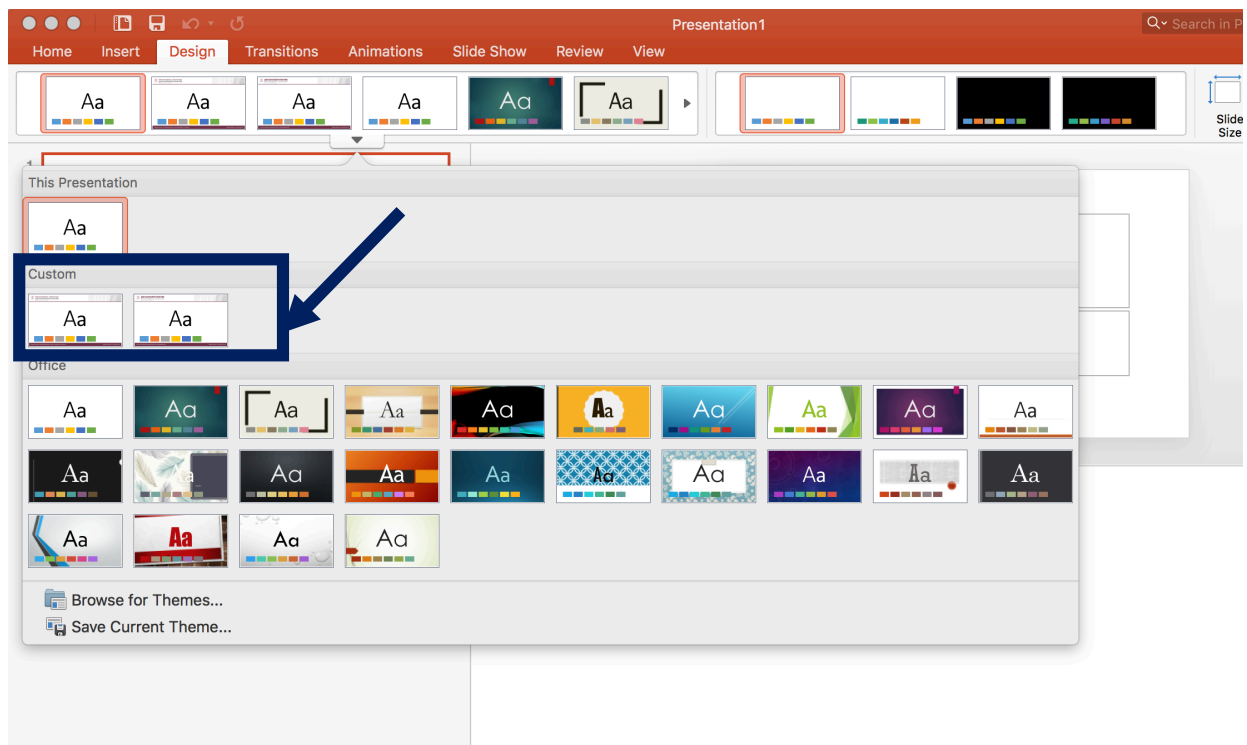 Presentation1
Search in P
Home Insert Design Transitions Animations Slide Show Review View
Aa Aa Aa Aa Aa Aa
Slide
Size
1
This Presentation
Aa
Custom
Aa Aa
Office
Aa Aa Aa Aa Aa Aa Aa Aa Aa Aa
Aa Aa Aa Aa Aa Aa Aa Aa Aa Aa
Aa Aa Aa Aa
Browse for Themes...
Save Current Theme...